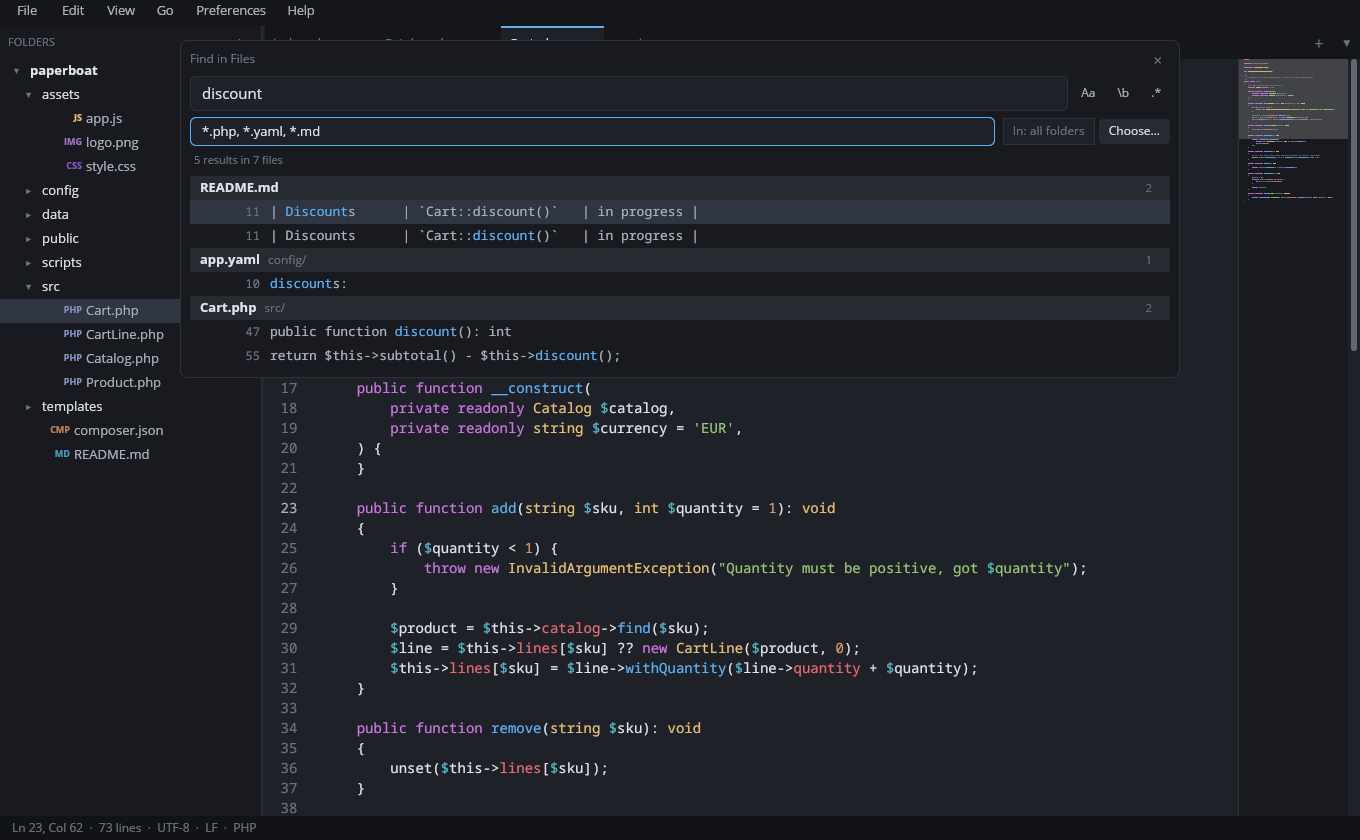 File Edit View Go Preferences Help
FOLDERS
paperboat
assets
JS app.js
IMG logo.png
CSS style.css
config
data
public
scripts
src
PHP Cart.php
PHP CartLine.php
PHP Catalog.php
PHP Product.php
templates
CMP composer.json
MD README.md
Find in Files ×
discount Aa \b .*
*.php, *.yaml, *.md In: all folders Choose...
5 results in 7 files
README.md 2
11 | Discounts | `Cart::discount()` | in progress |
11 | Discounts | `Cart::discount()` | in progress |
app.yaml config/ 1
10 discounts:
Cart.php src/ 2
47 public function discount(): int
55 return $this->subtotal() - $this->discount();
17 public function __construct(
18 private readonly Catalog $catalog,
19 private readonly string $currency = 'EUR',
20 ) {
21 }
22
23 public function add(string $sku, int $quantity = 1): void
24 {
25 if ($quantity < 1) {
26 throw new InvalidArgumentException("Quantity must be positive, got $quantity");
27 }
28
29 $product = $this->catalog->find($sku);
30 $line = $this->lines[$sku] ?? new CartLine($product, 0);
31 $this->lines[$sku] = $line->withQuantity($line->quantity + $quantity);
32 }
33
34 public function remove(string $sku): void
35 {
36 unset($this->lines[$sku]);
37 }
38
Ln 23, Col 62 · 73 lines · UTF-8 · LF · PHP